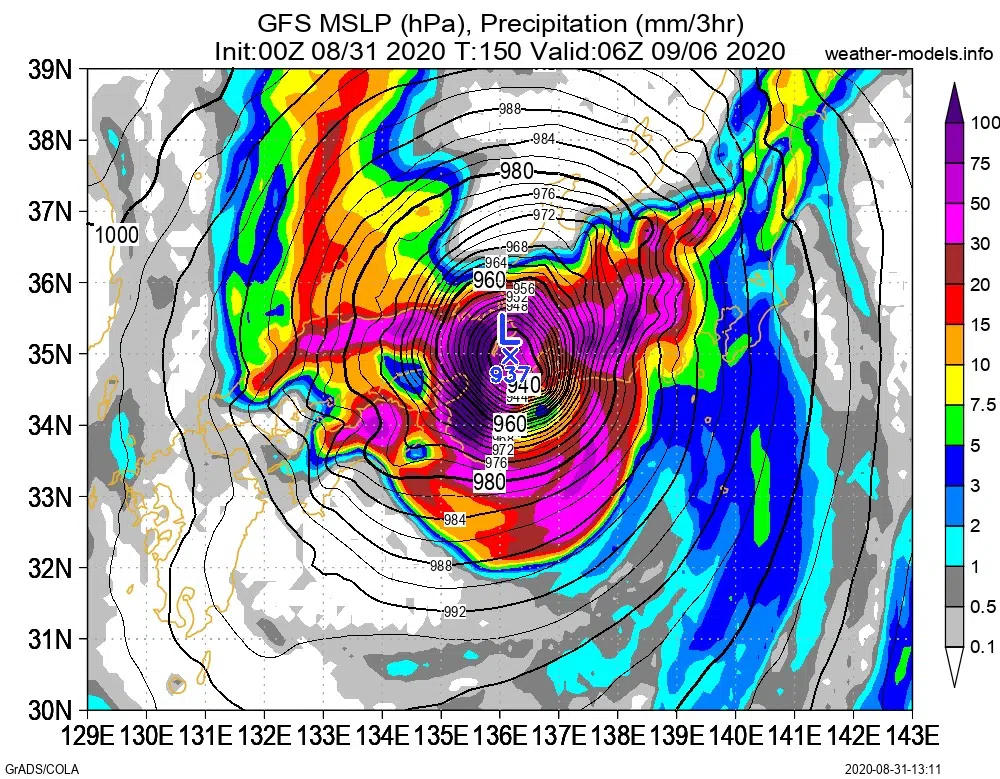 GFS MSLP (hPa), Precipitation (mm/3hr)
Init:00Z 08/31 2020 T:150 Valid:06Z 09/06 2020
weather-models.info
39N
38N
37N
36N
35N
34N
33N
32N
31N
30N
988
984
980
976
972
1000
968
964
960
956
952
948
L
937
940
944
960
968
972
976
980
984
988
992
100
75
50
30
20
15
10
7.5
5
3
2
1
0.5
0.1
129E 130E 131E 132E 133E 134E 135E 136E 137E 138E 139E 140E 141E 142E 143E
GrADS/COLA
2020-08-31-13:11